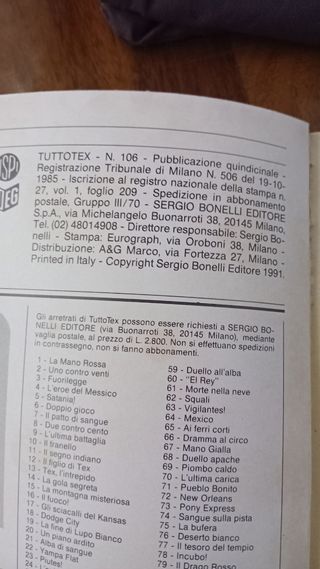 TUTTOTEX - N. 106 - Pubblicazione quindicinale -
Registrazione Tribunale di Milano N. 506 del 19-10-
1985 - Iscrizione al registro nazionale della stampa n.
27, vol. 1, foglio 209 - Spedizione in abbonamento
postale, Gruppo III/70 - SERGIO BONELLI EDITORE
S.p.A., via Michelangelo Buonarroti 38, 20145 Milano,
Tel. (02) 48014908 - Direttore responsabile: Sergio Bo-
nelli - Stampa: Eurograph, via Oroboni 38, Milano -
Distribuzione: A&G Marco, via Fortezza 27, Milano -
Printed in Italy - Copyright Sergio Bonelli Editore 1991.
Gli arretrati di TuttoTex possono essere richiesti a SERGIO BO-
NELLI EDITORE (via Buonarroti 38, 20145 Milano), mediante
vaglia postale, al prezzo di L. 2.800. Non si effettuano spedizioni
in contrassegno, non si fanno abbonamenti.
1 - La Mano Rossa
2 - Uno contro venti
3 - Fuorilegge
4 - L'eroe del Messico
5 - Satania!
6 - Doppio gioco
7 - Il patto di sangue
8 - Due contro cento
9 - L'ultima battaglia
10 - Il tranello
11 - Il segno indiano
12 - Il figlio di Tex
13 - Tex, l'intrepido
14 - La gola segreta
15 - La montagna misteriosa
16 - Il fuoco!
17 - Gli sciacalli del Kansas
18 - Dodge City
19 - La fine di Lupo Bianco
20 - Un piano ardito
21 - Alba di sangue
22 - Yampa Flat
23 - Piutes!
59 - Duello all'alba
60 - "El Rey"
61 - Morte nella neve
62 - Squali
63 - Vigilantes!
64 - Mexico
65 - Ai ferri corti
66 - Dramma al circo
67 - Mano Gialla
68 - Duello apache
69 - Piombo caldo
70 - L'ultima carica
71 - Pueblo Bonito
72 - New Orleans
73 - Pony Express
74 - Sangue sulla pista
75 - La bufera
76 - Deserto bianco
77 - Il tesoro del tempio
78 - Incubo!
79 - Il Drago Rosso